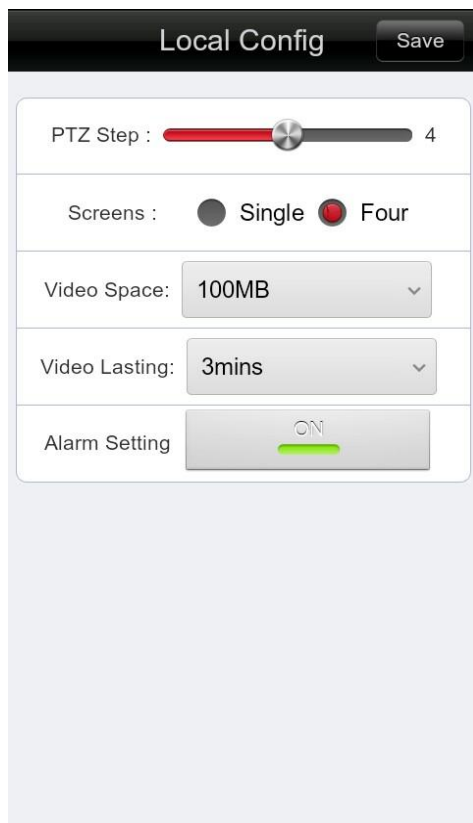 Local Config Save
PTZ Step : 4
Screens : Single Four
Video Space: 100MB
Video Lasting: 3mins
Alarm Setting ON